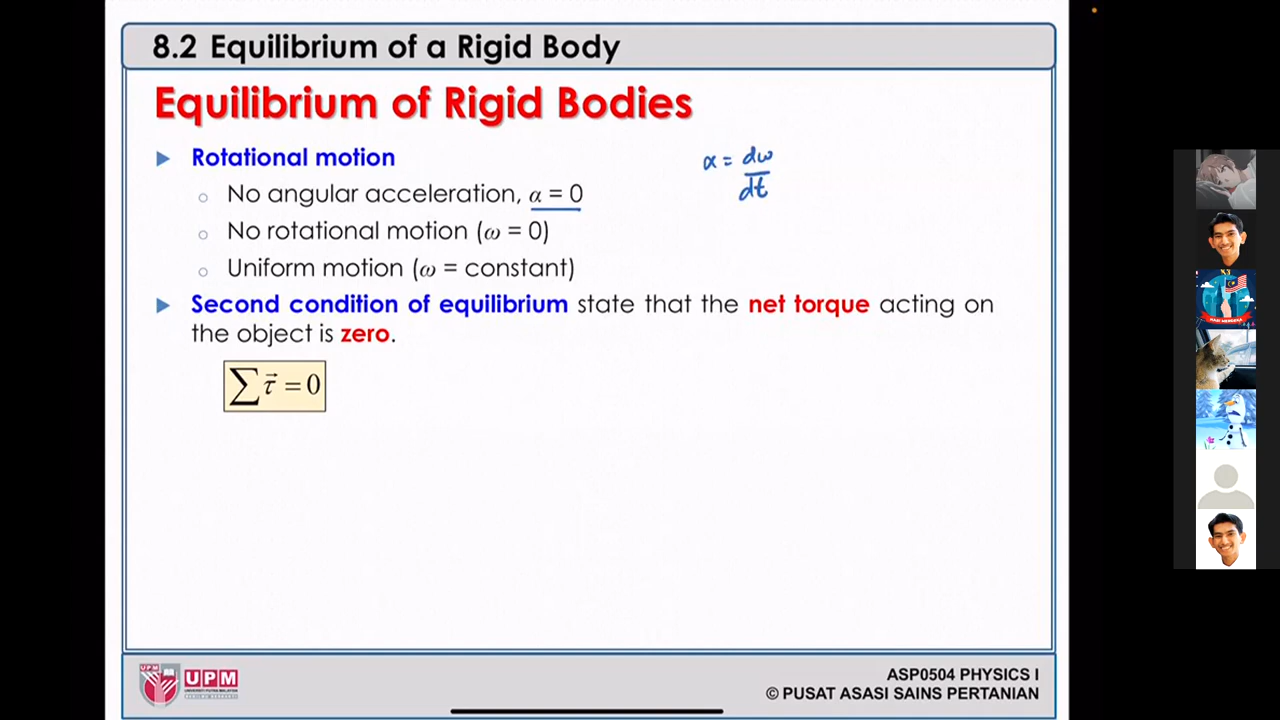 8.2 Equilibrium of a Rigid Body
Equilibrium of Rigid Bodies
Rotational motion
No angular acceleration, α = 0
α = dω/dt
No rotational motion (ω = 0)
Uniform motion (ω = constant)
Second condition of equilibrium state that the net torque acting on
the object is zero.
∑ τ⃗ = 0
UPM
UPM
ASP0504 PHYSICS I
© PUSAT ASASI SAINS PERTANIAN